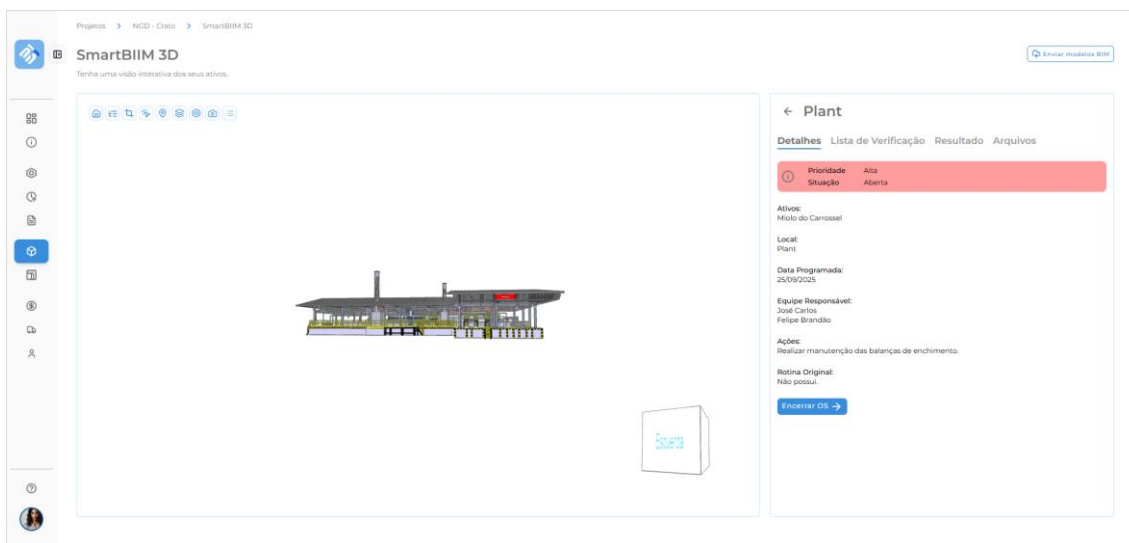 Projetos > NGD - Crato > SmartBIIM 3D
SmartBIIM 3D
Tenha uma visão interativa dos seus ativos.
Enviar modelos BIM
Plant
Detalhes Lista de Verificação Resultado Arquivos
Prioridade Alta
Situação Aberta
Ativos:
Miolo do Carrossel
Local:
Plant
Data Programada:
25/09/2025
Equipe Responsável:
José Carlos
Felipe Brandão
Ações:
Realizar manutenção das balanças de enchimento.
Rotina Original:
Não possui.
Encerrar OS →
Esquerda